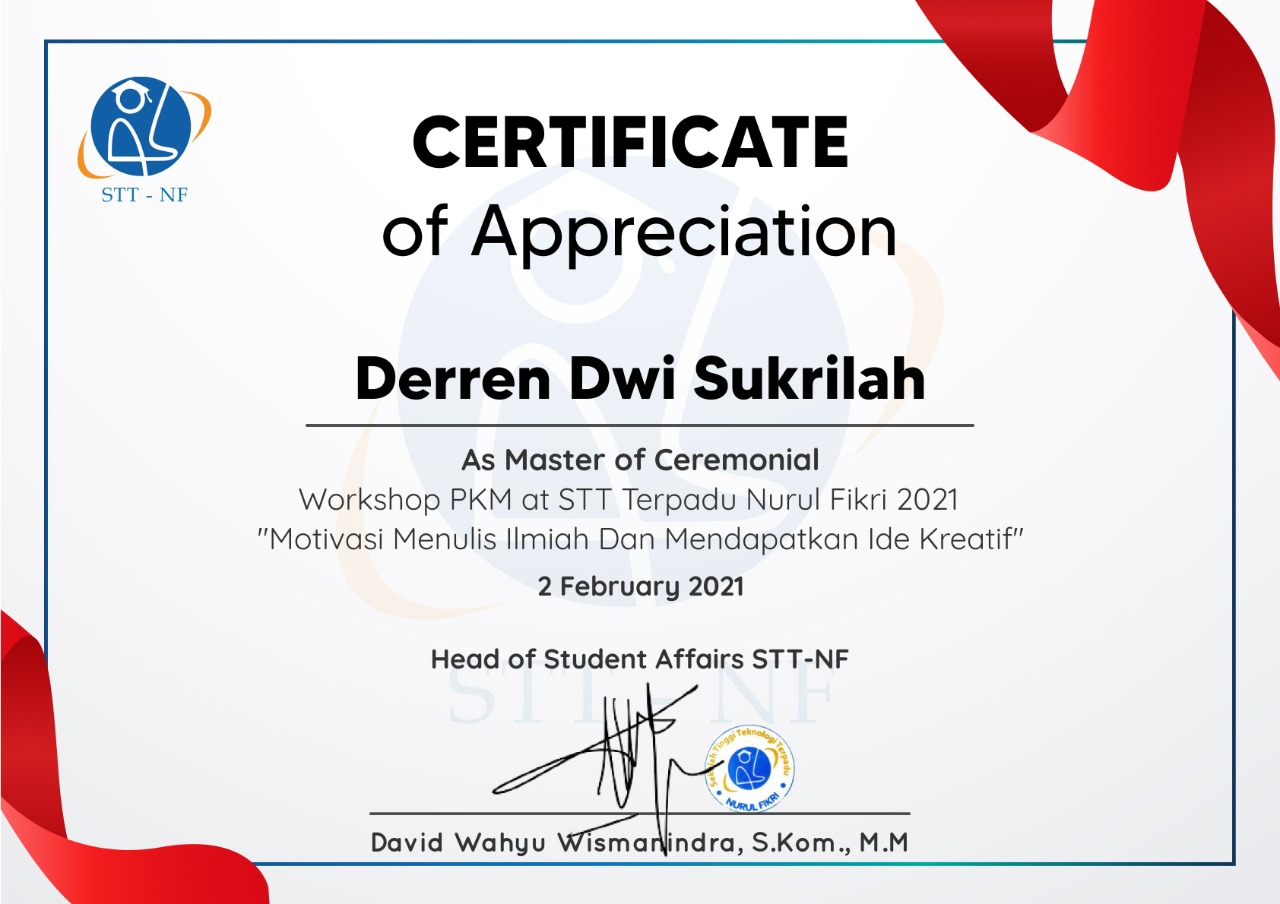 STT - NF
CERTIFICATE
of Appreciation
Derren Dwi Sukrilah
As Master of Ceremonial
Workshop PKM at STT Terpadu Nurul Fikri 2021
"Motivasi Menulis Ilmiah Dan Mendapatkan Ide Kreatif"
2 February 2021
Head of Student Affairs STT-NF
STT - NF
Sekolah Tinggi Teknologi Terpadu
NURUL FIKRI
David Wahyu Wismanindra, S.Kom., M.M